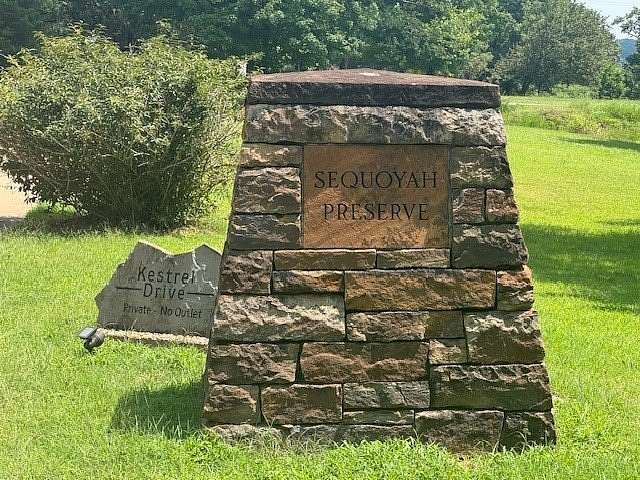 SEQUOYAH
PRESERVE
Kestrel
Drive
Private - No Outlet